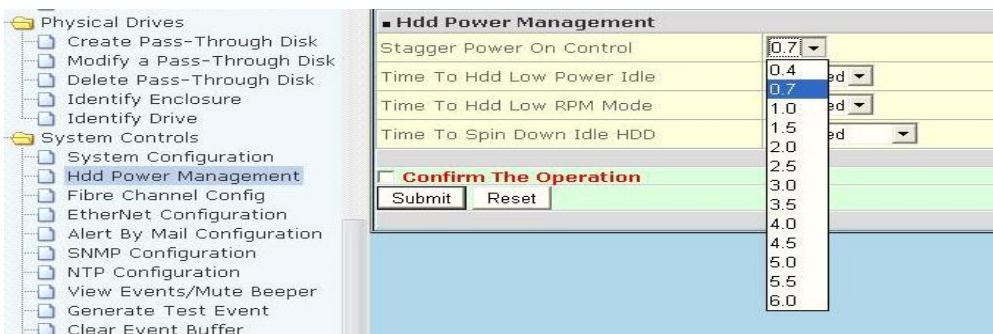 Physical Drives
Create Pass-Through Disk
Modify a Pass-Through Disk
Delete Pass-Through Disk
Identify Enclosure
Identify Drive
System Controls
System Configuration
Hdd Power Management
Fibre Channel Config
EtherNet Configuration
Alert By Mail Configuration
SNMP Configuration
NTP Configuration
View Events/Mute Beeper
Generate Test Event
Clear Event Buffer
Hdd Power Management
Stagger Power On Control
0.7
Time To Hdd Low Power Idle
ed
Time To Hdd Low RPM Mode
ed
Time To Spin Down Idle HDD
ed
0.4
0.7
1.0
1.5
2.0
2.5
3.0
3.5
4.0
4.5
5.0
5.5
6.0
Confirm The Operation
Submit Reset